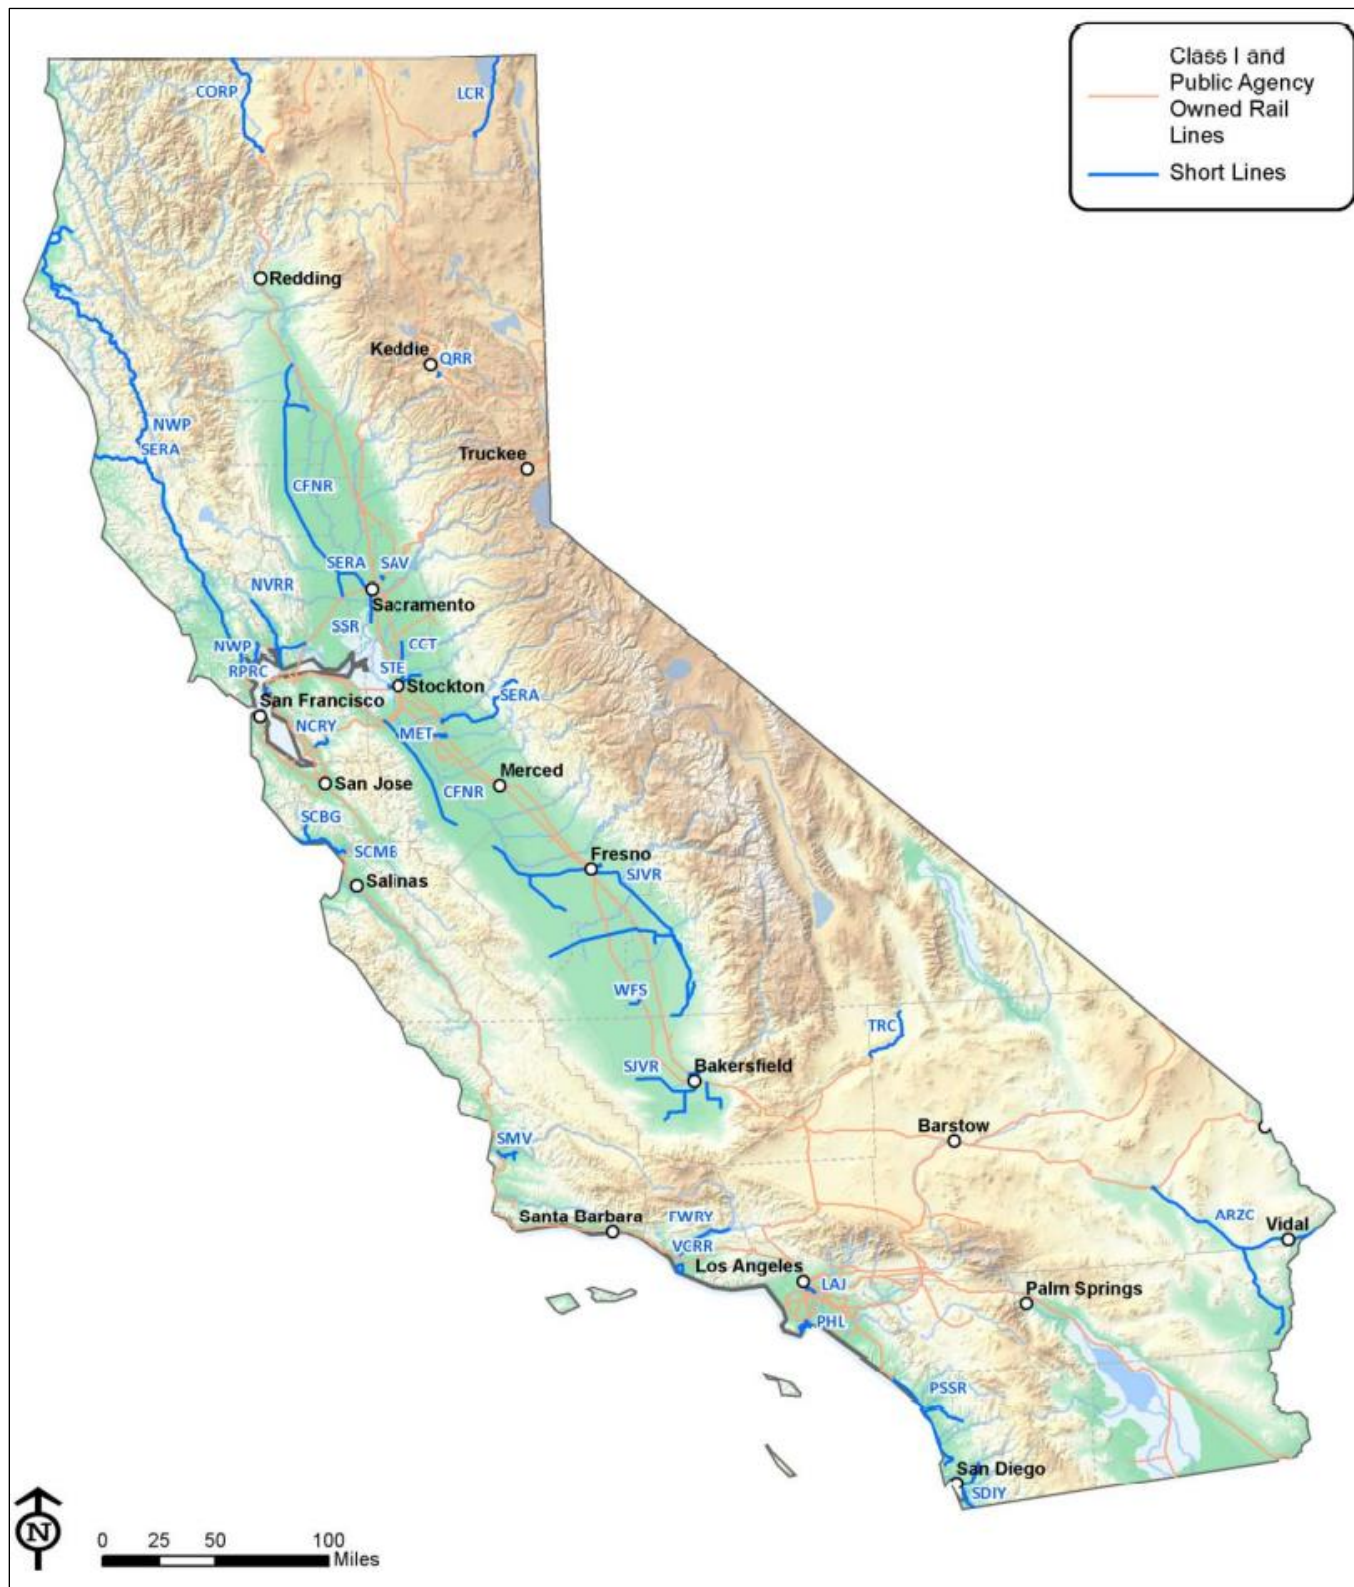 Class I and
Public Agency
Owned Rail
Lines
Short Lines
CORP
LCR
Redding
Keddie
QRR
NWP
SERA
Truckee
CFNR
SERA
SAV
NVRR
Sacramento
SSR
CCT
NWP
RPRC
STE
Stockton
SERA
San Francisco
NCRY
MET
Merced
San Jose
CFNR
SCBG
SCMB
Fresno
SJVR
Salinas
WFS
TRC
SJVR
Bakersfield
Barstow
SMV
Santa Barbara
FWRY
ARZC
Vidal
VCRR
Los Angeles
LAJ
Palm Springs
PHL
PSSR
San Diego
SDIY
N
0 25 50 100
Miles